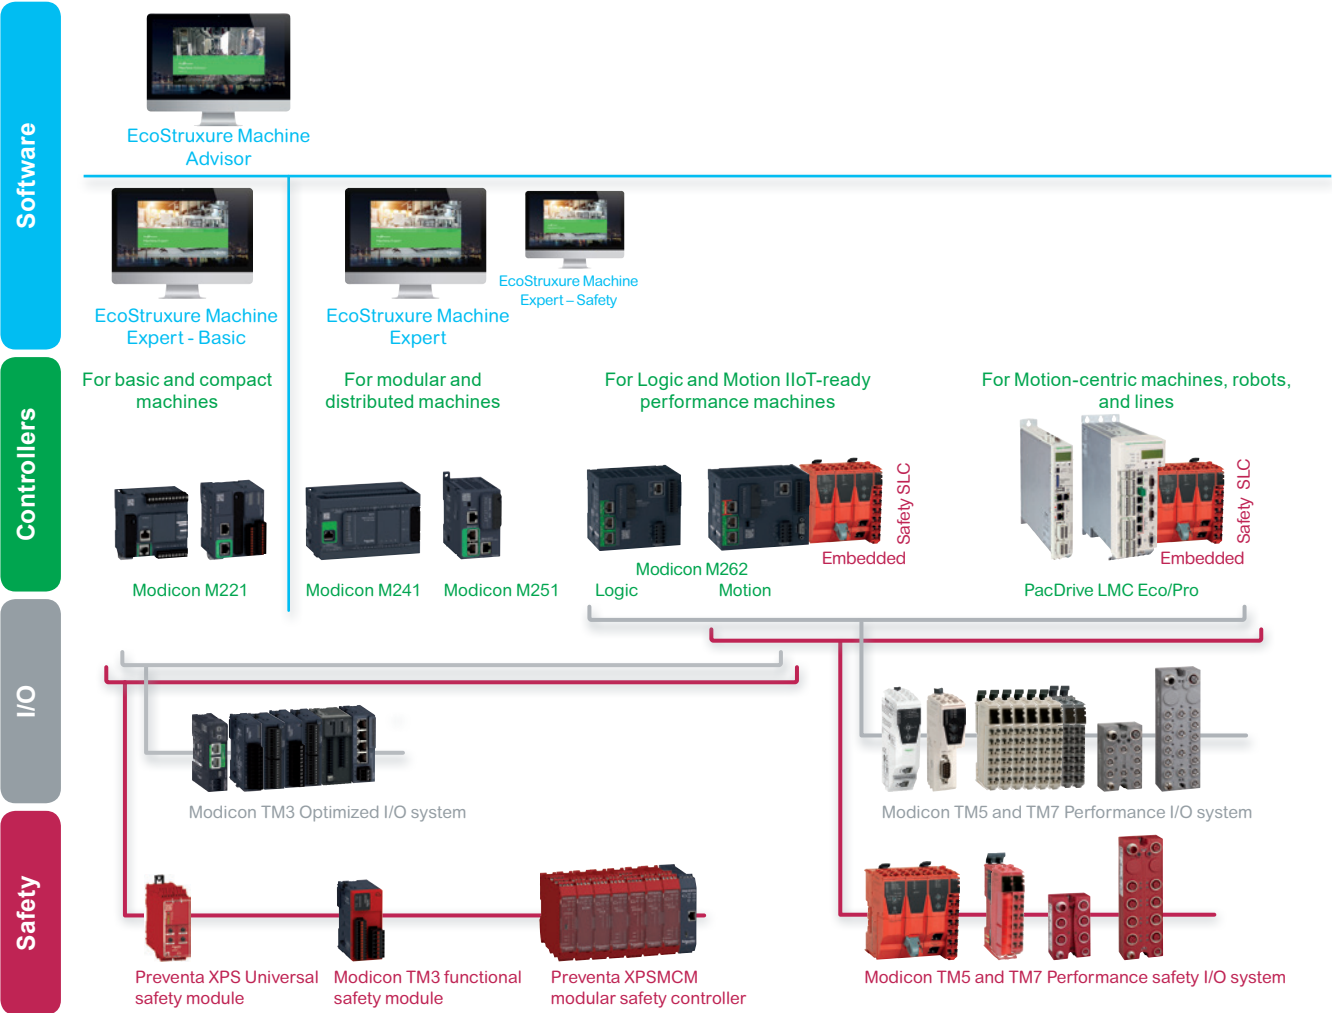 Software
EcoStruxure Machine
Advisor
EcoStruxure Machine
Expert - Basic
EcoStruxure Machine
Expert
EcoStruxure Machine
Expert – Safety
Controllers
For basic and compact
machines
For modular and
distributed machines
For Logic and Motion IIoT-ready
performance machines
For Motion-centric machines, robots,
and lines
Safety SLC
Embedded
Safety SLC
Embedded
Modicon M221
Modicon M241
Modicon M251
Modicon M262
Logic
Motion
PacDrive LMC Eco/Pro
I/O
Modicon TM3 Optimized I/O system
Modicon TM5 and TM7 Performance I/O system
Safety
Preventa XPS Universal
safety module
Modicon TM3 functional
safety module
Preventa XPSMCM
modular safety controller
Modicon TM5 and TM7 Performance safety I/O system